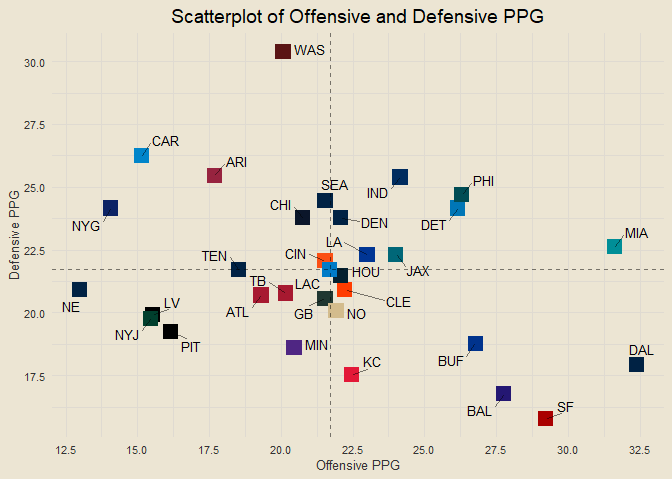 Scatterplot of Offensive and Defensive PPG
WAS
30.0
27.5
CAR
ARI
25.0
SEA
IND
PHI
CHI
NYG
DEN
DET
MIA
LA
TEN
CIN
HOU
JAX
22.5
Defensive PPG
TB
LAC
CLE
NE
LV
ATL
GB
NO
20.0
NYJ
PIT
MIN
KC
BUF
DAL
17.5
BAL
SF
12.5 15.0 17.5 20.0 22.5 25.0 27.5 30.0 32.5
Offensive PPG